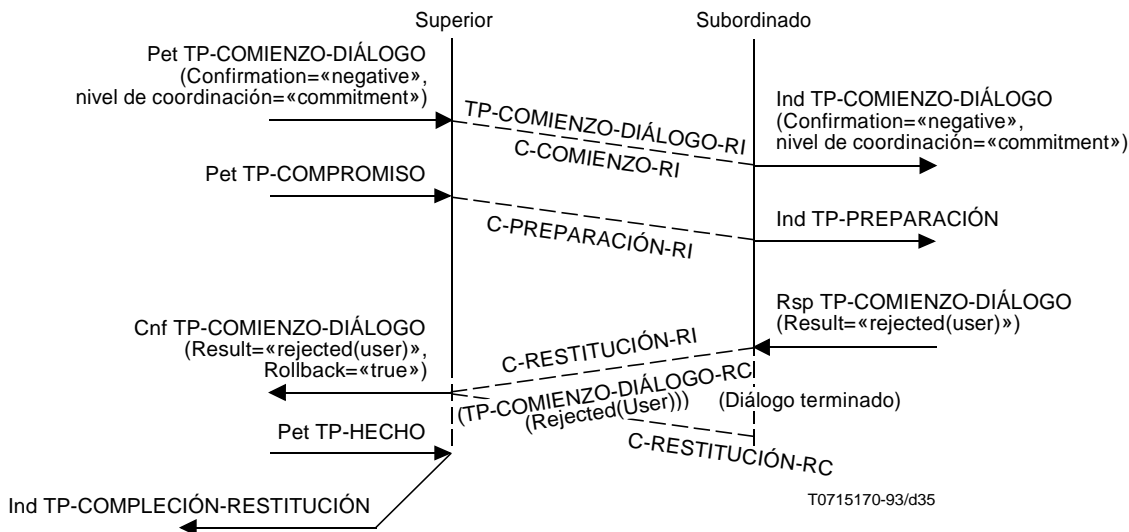 Superior
Subordinado
Pet TP-COMIENZO-DIÁLOGO
(Confirmation=«negative»,
nivel de coordinación=«commitment»)
TP-COMIENZO-DIÁLOGO-RI
C-COMIENZO-RI
Ind TP-COMIENZO-DIÁLOGO
(Confirmation=«negative»,
nivel de coordinación=«commitment»)
Pet TP-COMPROMISO
C-PREPARACIÓN-RI
Ind TP-PREPARACIÓN
Rsp TP-COMIENZO-DIÁLOGO
(Result=«rejected(user)»)
Cnf TP-COMIENZO-DIÁLOGO
(Result=«rejected(user)»,
Rollback=«true»)
C-RESTITUCIÓN-RI
(TP-COMIENZO-DIÁLOGO-RC
(Rejected(User)))
(Diálogo terminado)
C-RESTITUCIÓN-RC
Pet TP-HECHO
Ind TP-COMPLECIÓN-RESTITUCIÓN
T0715170-93/d35